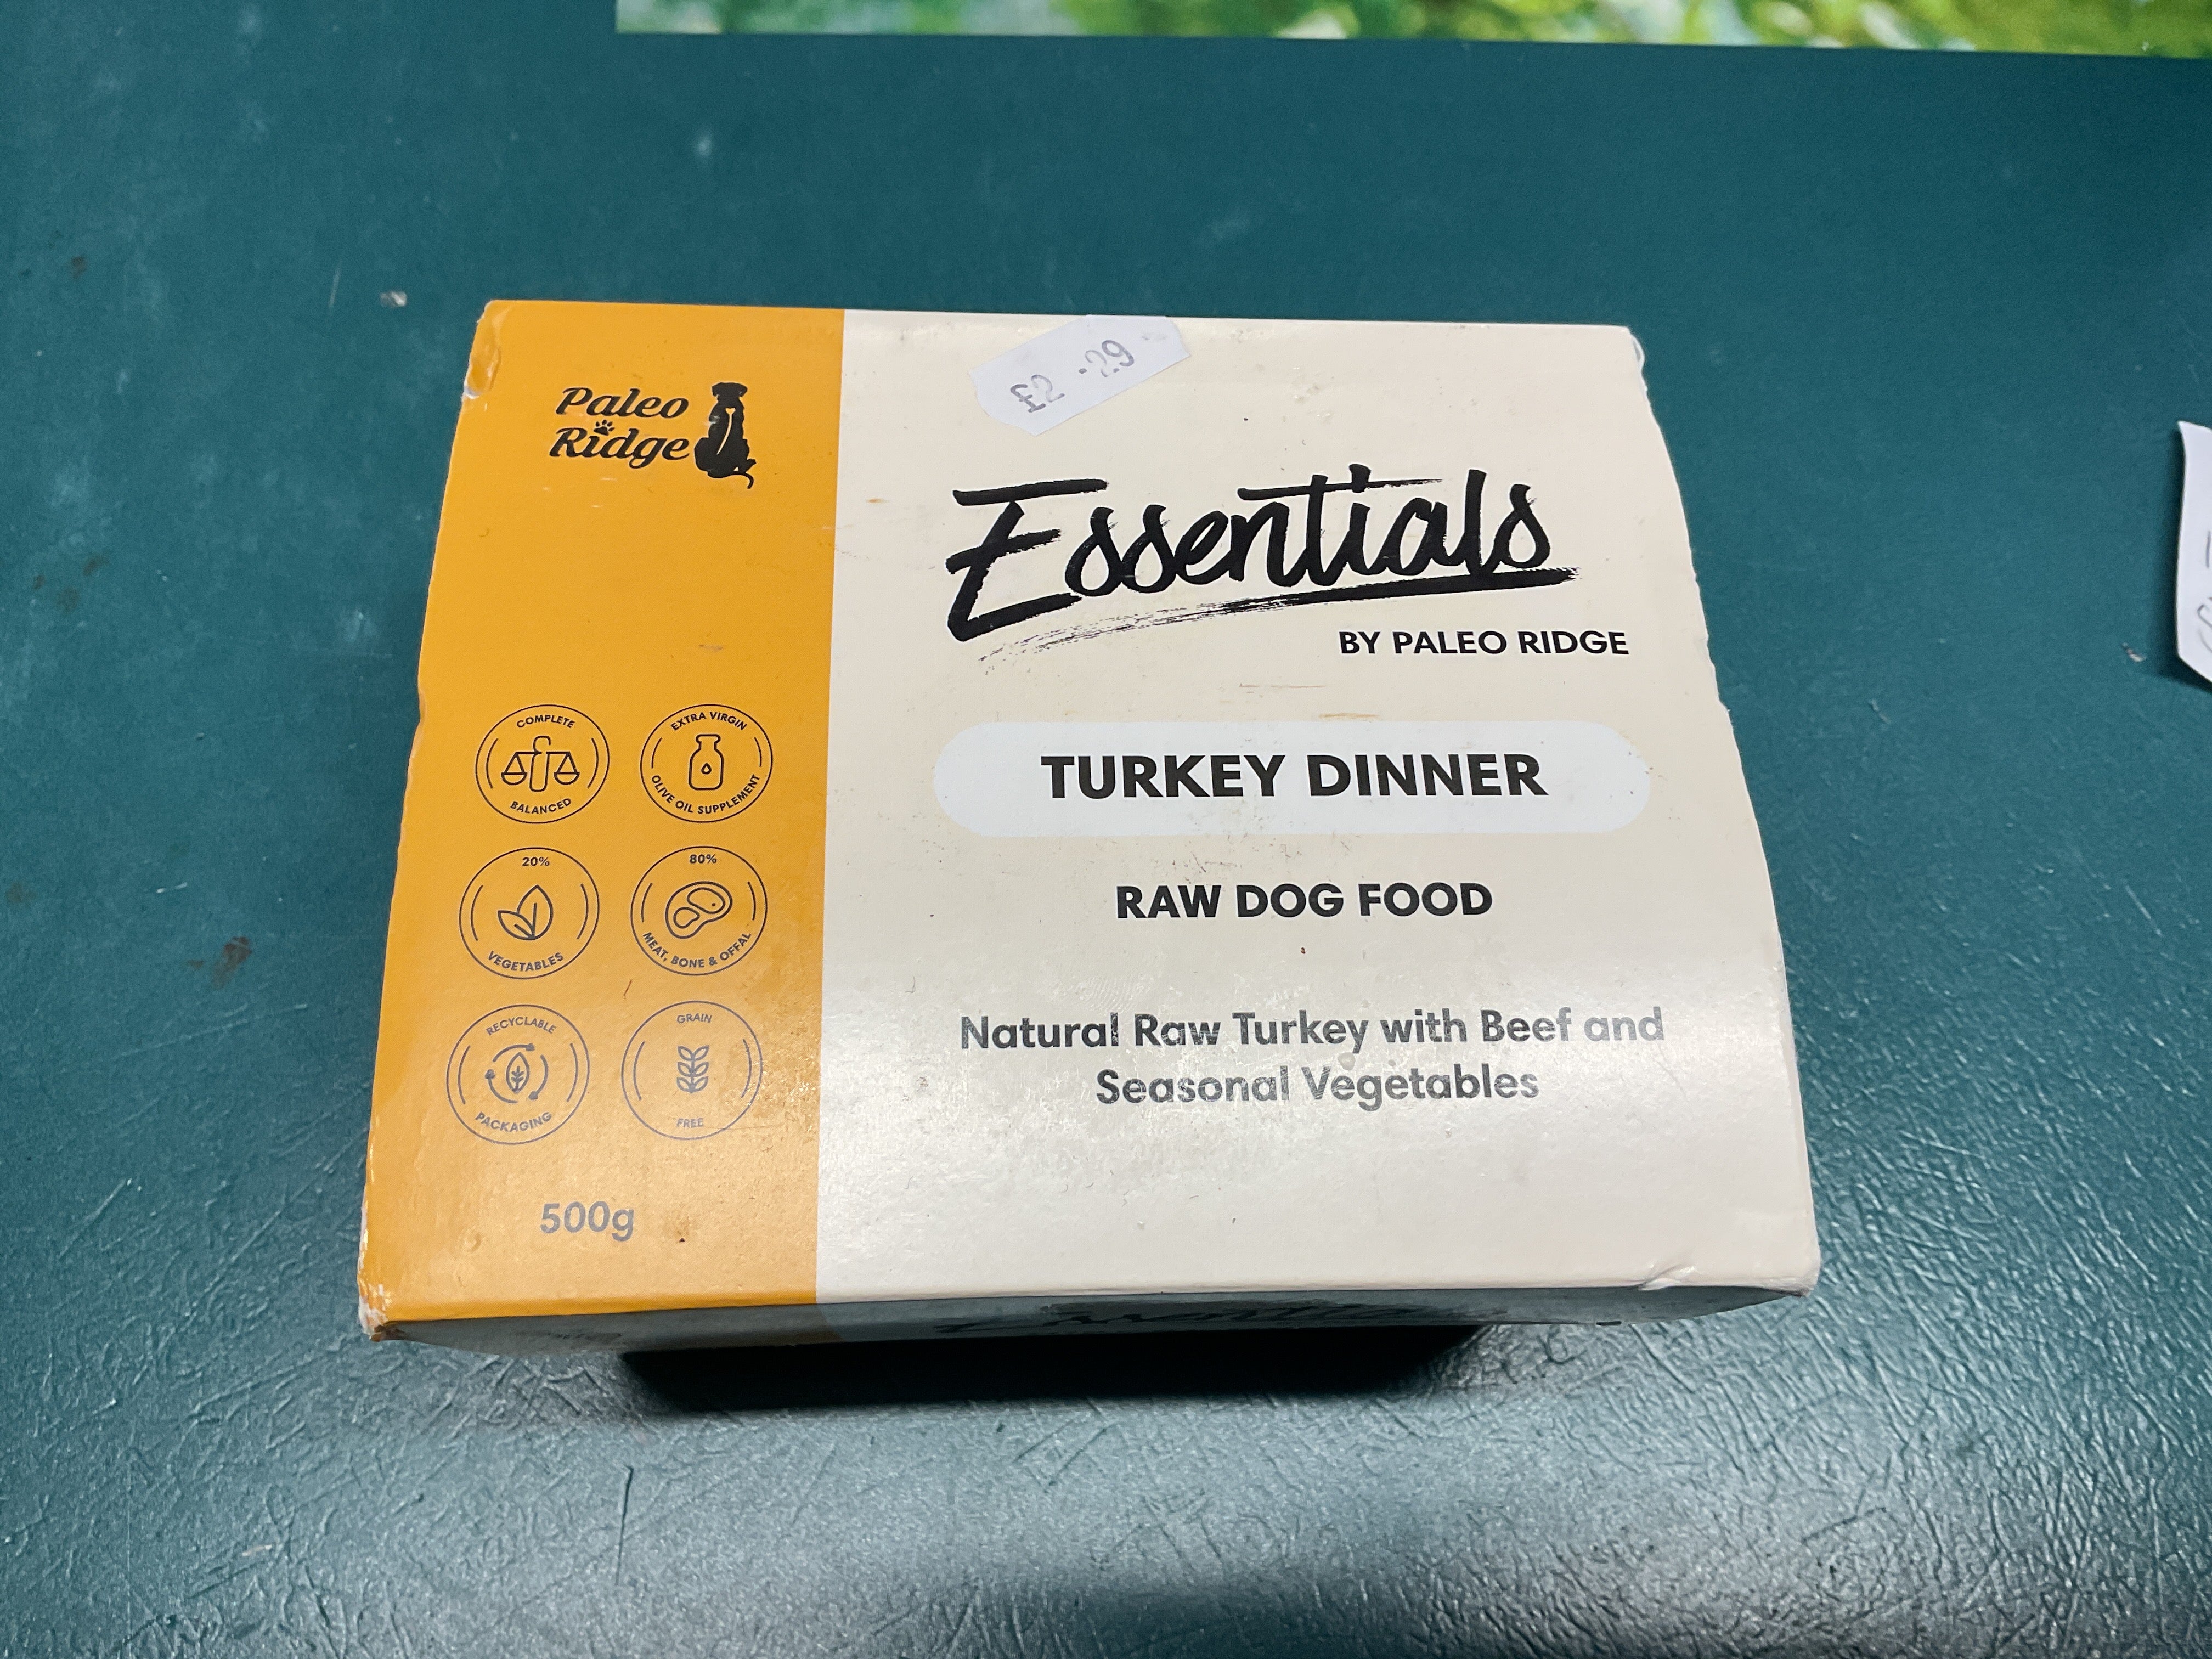 £2.29
Paleo
Ridge
Essentials
BY PALEO RIDGE
COMPLETE
BALANCED
EXTRA VIRGIN
OLIVE OIL SUPPLEMENT
TURKEY DINNER
20%
VEGETABLES
80%
MEAT, BONE & OFFAL
RAW DOG FOOD
RECYCLABLE
PACKAGING
GRAIN
FREE
Natural Raw Turkey with Beef and
Seasonal Vegetables
500g
Essentials